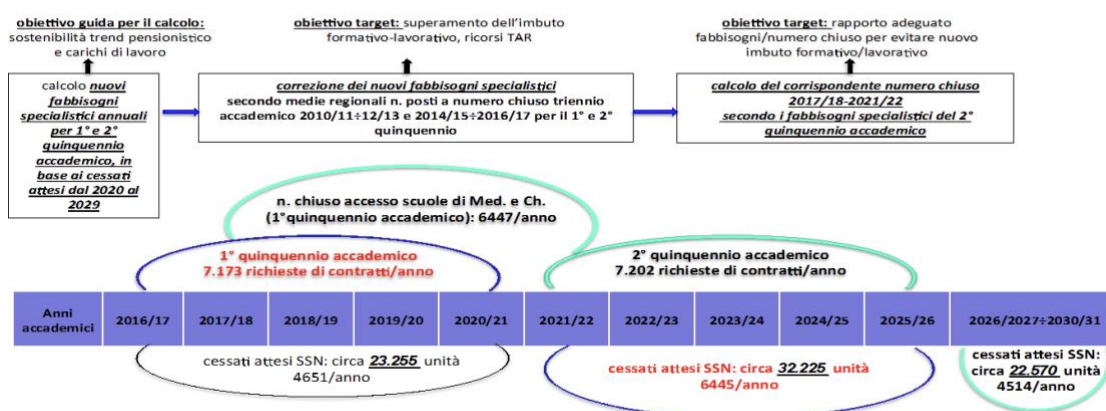 obiettivo guida per il calcolo:
sostenibilità trend pensionistico
e carichi di lavoro
obiettivo target: superamento dell'imbuto
formativo-lavorativo, ricorsi TAR
obiettivo target: rapporto adeguato
fabbisogni/numero chiuso per evitare nuovo
imbuto formativo/lavorativo
calcolo nuovi
fabbisogni
specialistici annuali
per 1° e 2°
quinquennio
accademico, in
base ai cessati
attesi dal 2020 al
2029
correzione dei nuovi fabbisogni specialistici
secondo medie regionali n. posti a numero chiuso triennio
accademico 2010/11÷12/13 e 2014/15÷2016/17 per il 1° e 2°
quinquennio
calcolo del corrispondente numero chiuso
2017/18-2021/22
secondo i fabbisogni specialistici del 2°
quinquennio accademico
n. chiuso accesso scuole di Med. e Ch.
(1°quinquennio accademico): 6447/anno
1° quinquennio accademico
7.173 richieste di contratti/anno
2° quinquennio accademico
7.202 richieste di contratti/anno
Anni
accademici
2016/17
2017/18
2018/19
2019/20
2020/21
2021/22
2022/23
2023/24
2024/25
2025/26
2026/2027÷2030/31
cessati attesi SSN: circa 23.255 unità
4651/anno
cessati attesi SSN: circa 32.225 unità
6445/anno
cessati attesi SSN:
circa 22.570 unità
4514/anno